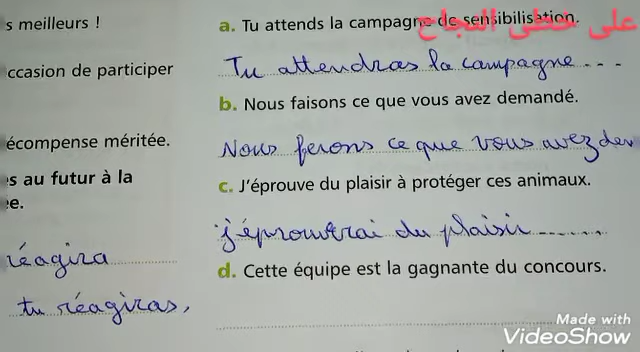 على خطى النجاح
s meilleurs !
ccasion de participer
écompense méritée.
s au futur à la
e.
réagira
tu réagiras,
a. Tu attends la campagne de sensibilisation.
Tu attendras la campagne ...
b. Nous faisons ce que vous avez demandé.
Nous ferons ce que vous avez dem
c. J'éprouve du plaisir à protéger ces animaux.
j'éprouverai du plaisir ......
d. Cette équipe est la gagnante du concours.
Made with
VideoShow